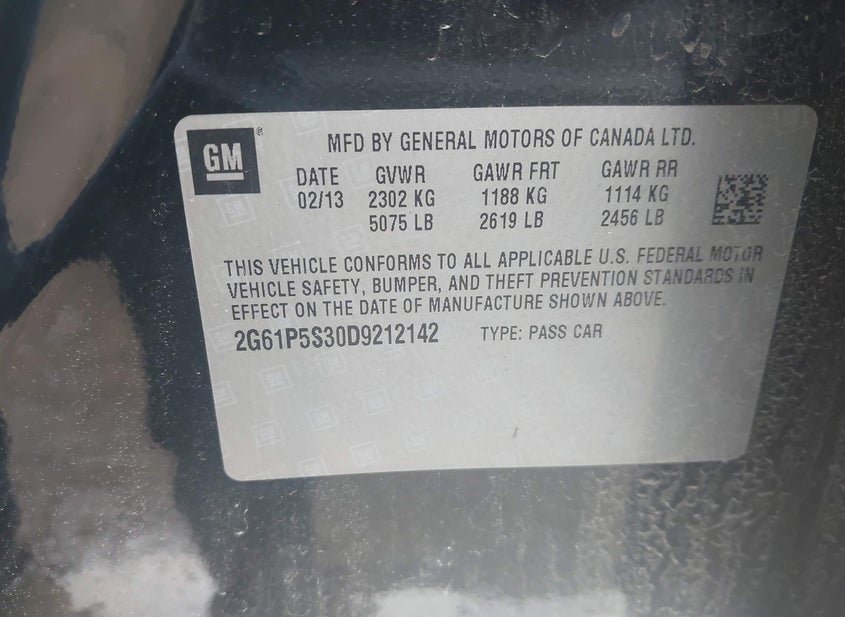 GM
MFD BY GENERAL MOTORS OF CANADA LTD.
DATE GVWR GAWR FRT GAWR RR
02/13 2302 KG 1188 KG 1114 KG
5075 LB 2619 LB 2456 LB
THIS VEHICLE CONFORMS TO ALL APPLICABLE U.S. FEDERAL MOTOR
VEHICLE SAFETY, BUMPER, AND THEFT PREVENTION STANDARDS IN
EFFECT ON THE DATE OF MANUFACTURE SHOWN ABOVE.
2G61P5S30D9212142 TYPE: PASS CAR